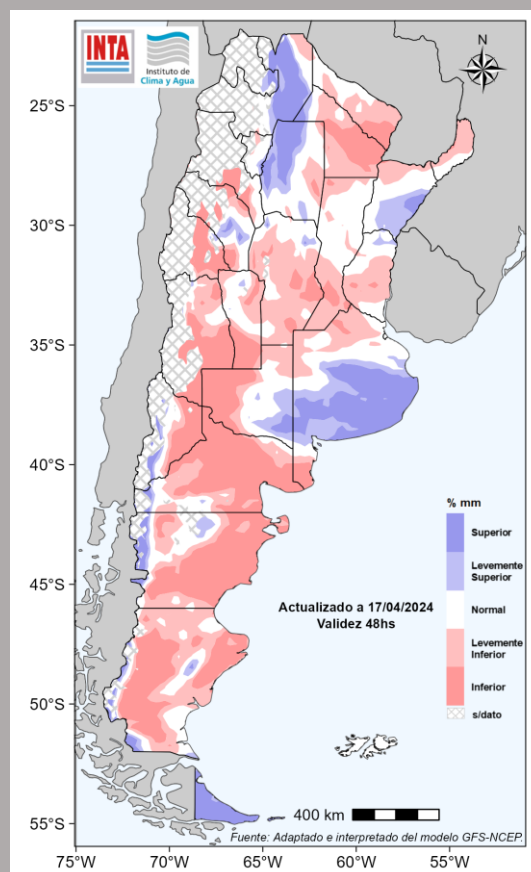 INTA
Instituto de
Clima y Agua
N
25°S
30°S
35°S
40°S
45°S
50°S
55°S
% mm
Superior
Levemente
Superior
Normal
Levemente
Inferior
Inferior
s/dato
Actualizado a 17/04/2024
Validez 48hs
400 km
Fuente: Adaptado e interpretado del modelo GFS-NCEP.
75°W
70°W
65°W
60°W
55°W